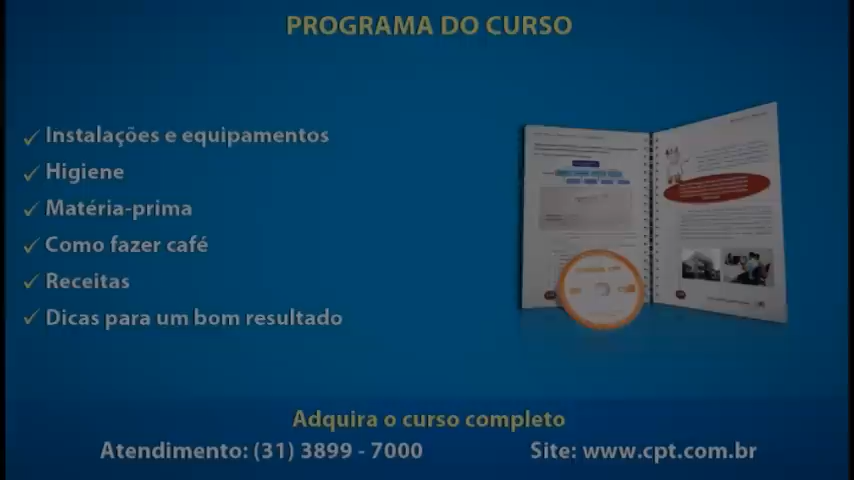 PROGRAMA DO CURSO
✓ Instalações e equipamentos
✓ Higiene
✓ Matéria-prima
✓ Como fazer café
✓ Receitas
✓ Dicas para um bom resultado
Adquira o curso completo
Atendimento: (31) 3899 - 7000 Site: www.cpt.com.br